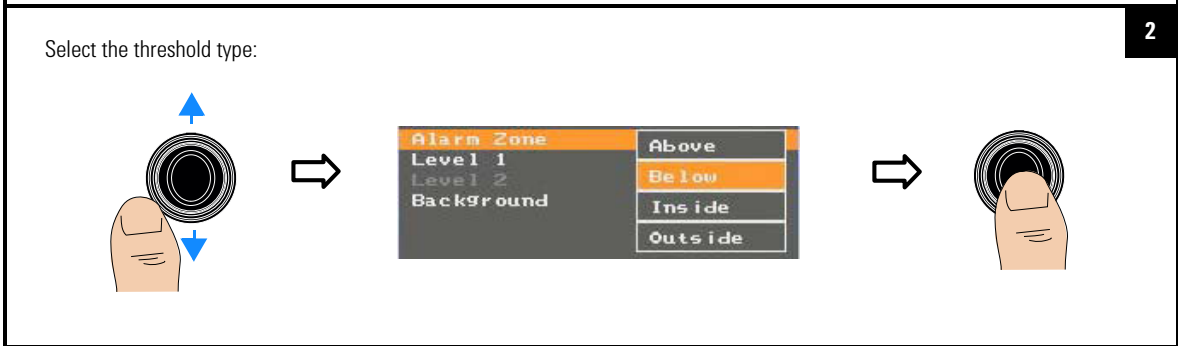 2
Select the threshold type:
Alarm Zone
Level 1
Level 2
Background
Above
Below
Inside
Outside